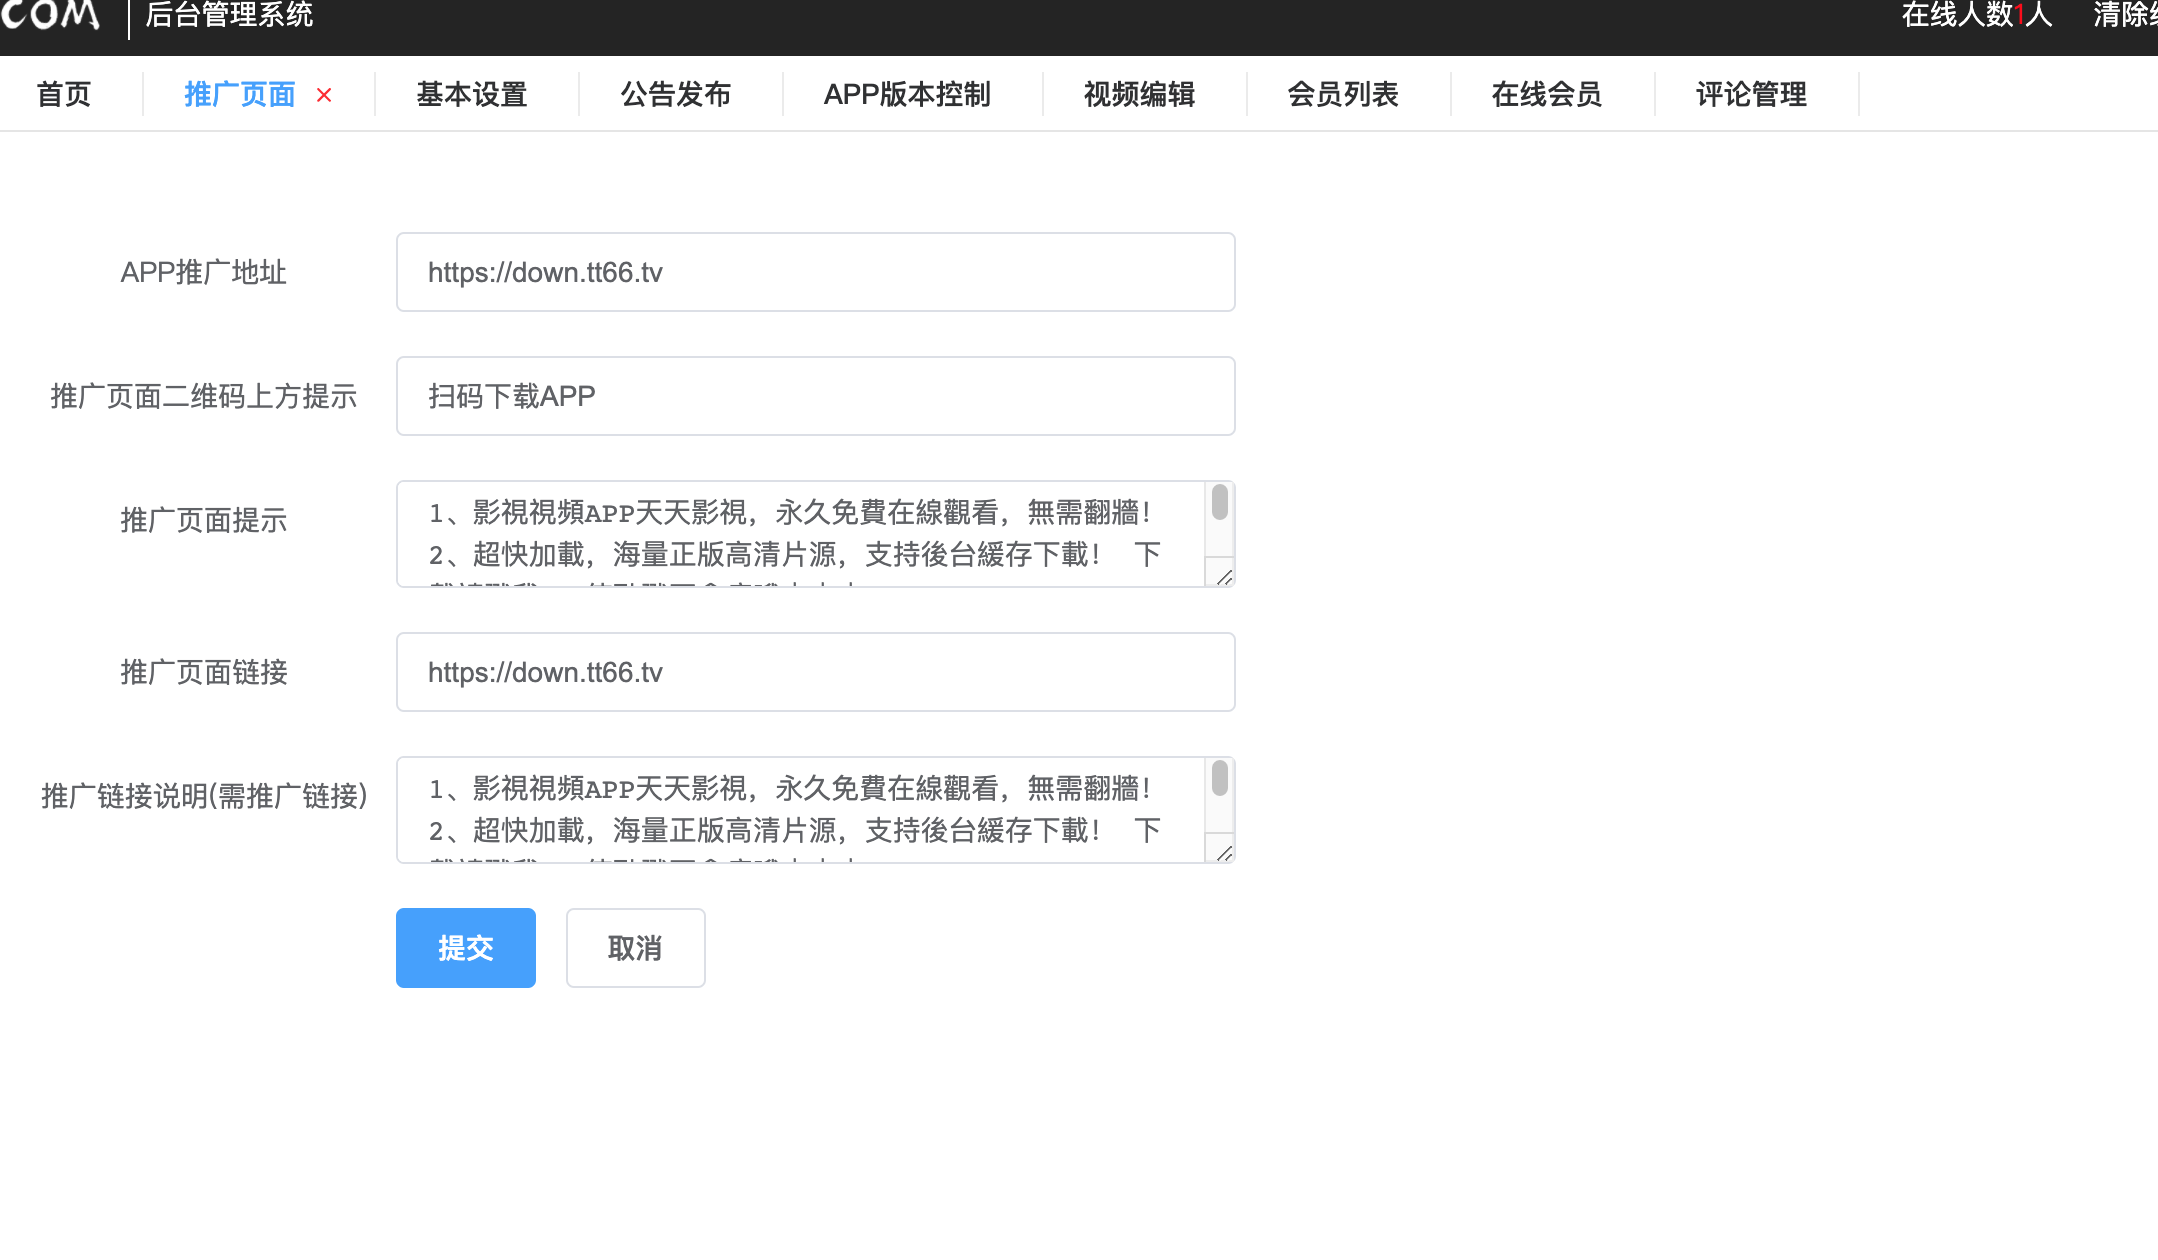 COM 后台管理系统 在线人数1人 清除
首页 推广页面 × 基本设置 公告发布 APP版本控制 视频编辑 会员列表 在线会员 评论管理
APP推广地址 https://down.tt66.tv
推广页面二维码上方提示 扫码下载APP
推广页面提示 1、影視視頻APP天天影視，永久免費在線觀看，無需翻牆！
2、超快加載，海量正版高清片源，支持後台緩存下載！ 下
推广页面链接 https://down.tt66.tv
推广链接说明(需推广链接) 1、影視視頻APP天天影視，永久免費在線觀看，無需翻牆！
2、超快加載，海量正版高清片源，支持後台緩存下載！ 下
提交 取消